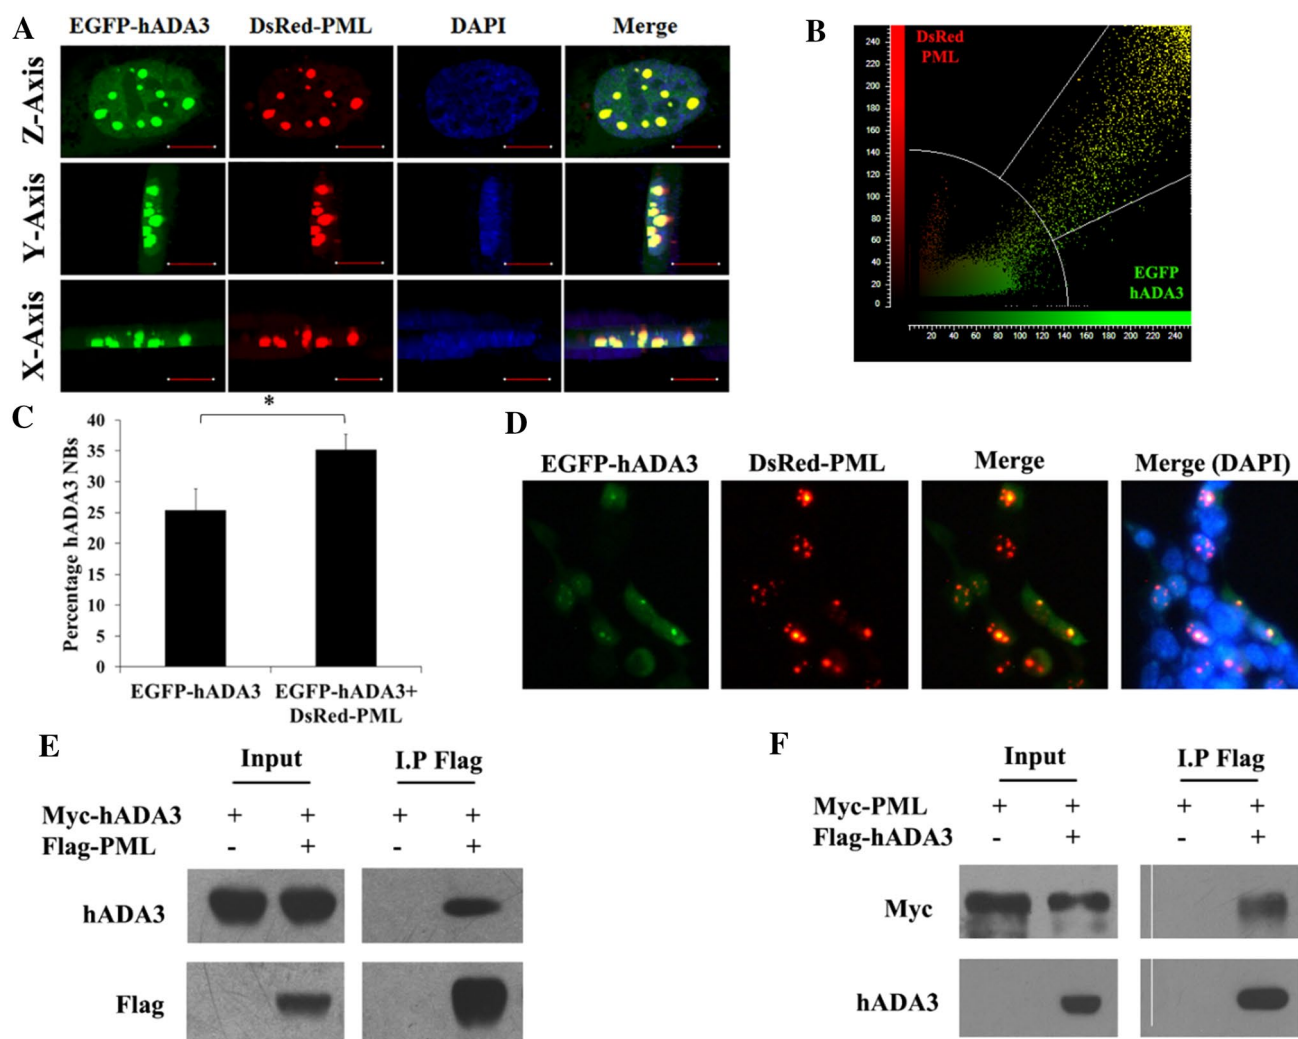 A
EGFP-hADA3 DsRed-PML DAPI Merge
Z-Axis
Y-Axis
X-Axis
B
DsRed
PML
EGFP
hADA3
240
220
200
180
160
140
120
100
80
60
40
20
0
20 40 60 80 100 120 140 160 180 200 220 240
C
*
Percentage hADA3 NBs
40
35
30
25
20
15
10
5
0
EGFP-hADA3 EGFP-hADA3+
DsRed-PML
D
EGFP-hADA3 DsRed-PML Merge Merge (DAPI)
E
Input I.P Flag
Myc-hADA3 + + + +
Flag-PML - + - +
hADA3
Flag
F
Input I.P Flag
Myc-PML + + + +
Flag-hADA3 - + - +
Myc
hADA3